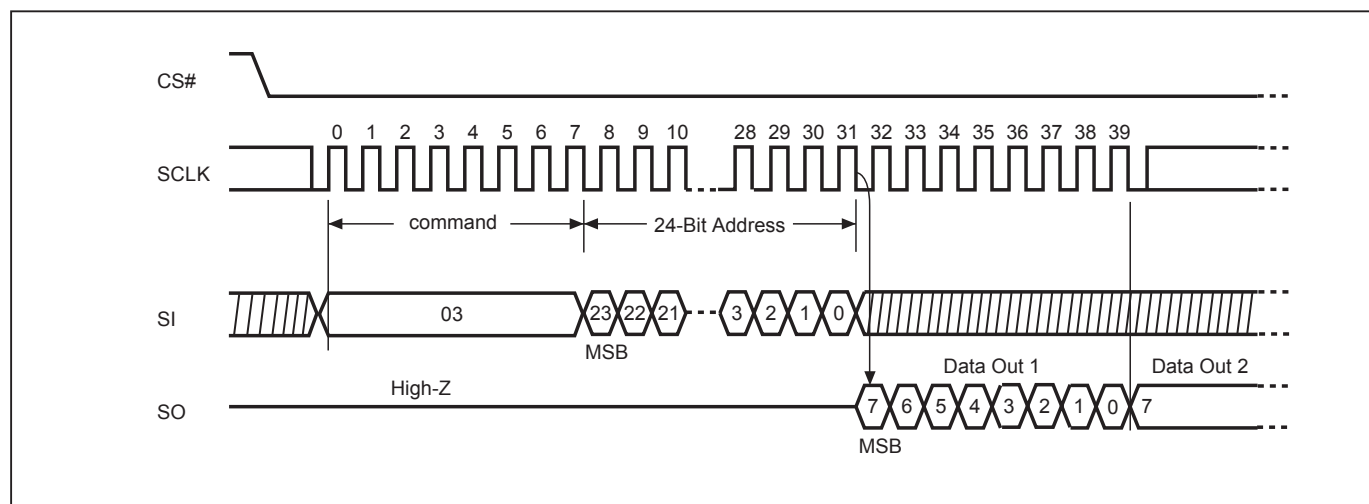 CS#
0 1 2 3 4 5 6 7 8 9 10 28 29 30 31 32 33 34 35 36 37 38 39
SCLK
command 24-Bit Address
SI 03 23 22 21 3 2 1 0
MSB
High-Z Data Out 1 Data Out 2
SO 7 6 5 4 3 2 1 0 7
MSB